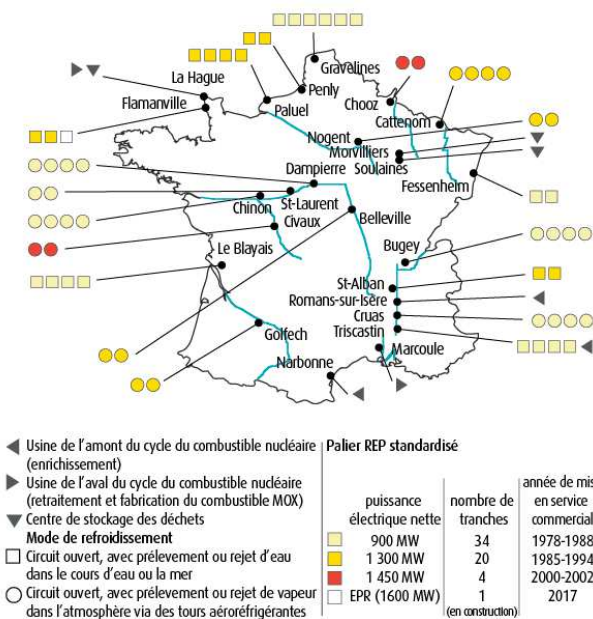 Gravelines
La Hague
Penly
Chooz
Flamanville
Paluel
Cattenom
Nogent
Morvilliers
Soulaines
Dampierre
Fessenheim
St-Laurent
Chinon
Civaux
Belleville
Bugey
Le Blayais
St-Alban
Romans-sur-Isère
Cruas
Golfech
Triscastin
Narbonne
Marcoule
Usine de l'amont du cycle du combustible nucléaire
(enrichissement)
Usine de l'aval du cycle du combustible nucléaire
(retraitement et fabrication du combustible MOX)
Centre de stockage des déchets
Mode de refroidissement
Circuit ouvert, avec prélevement ou rejet d'eau
dans le cours d'eau ou la mer
Circuit ouvert, avec prélevement ou rejet de vapeur
dans l'atmosphère via des tours aéroréfrigérantes
Palier REP standardisé
puissance
électrique nette
nombre de
tranches
année de mis
en service
commercial
900 MW 34 1978-1988
1 300 MW 20 1985-1994
1 450 MW 4 2000-2002
EPR (1600 MW) 1 2017
(en construction)